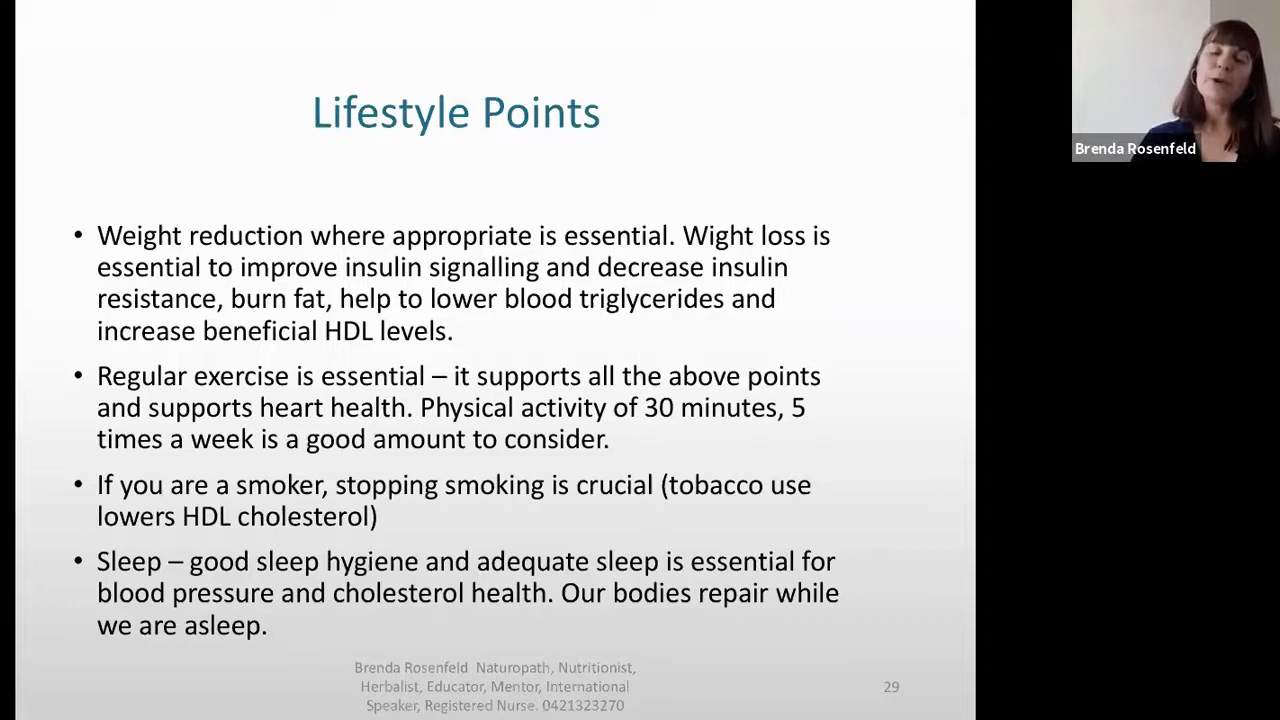 Lifestyle Points
• Weight reduction where appropriate is essential. Wight loss is
essential to improve insulin signalling and decrease insulin
resistance, burn fat, help to lower blood triglycerides and
increase beneficial HDL levels.
• Regular exercise is essential – it supports all the above points
and supports heart health. Physical activity of 30 minutes, 5
times a week is a good amount to consider.
• If you are a smoker, stopping smoking is crucial (tobacco use
lowers HDL cholesterol)
• Sleep – good sleep hygiene and adequate sleep is essential for
blood pressure and cholesterol health. Our bodies repair while
we are asleep.
Brenda Rosenfeld  Naturopath, Nutritionist,
Herbalist, Educator, Mentor, International
Speaker, Registered Nurse. 0421323270
29
Brenda Rosenfeld